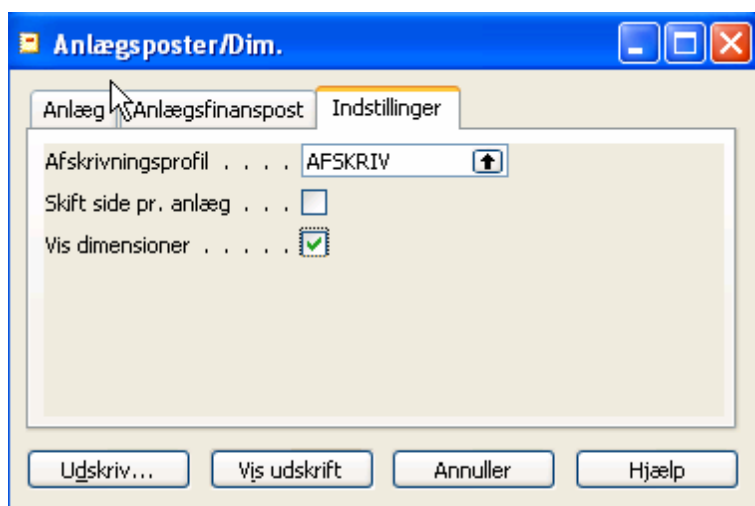 Anlægsposter/Dim.
Anlæg Anlægsfinanspost Indstillinger
Afskrivningsprofil . . . . AFSKRIV
Skift side pr. anlæg . . .
Vis dimensioner . . . . .
Udskriv... Vis udskrift Annuller Hjælp